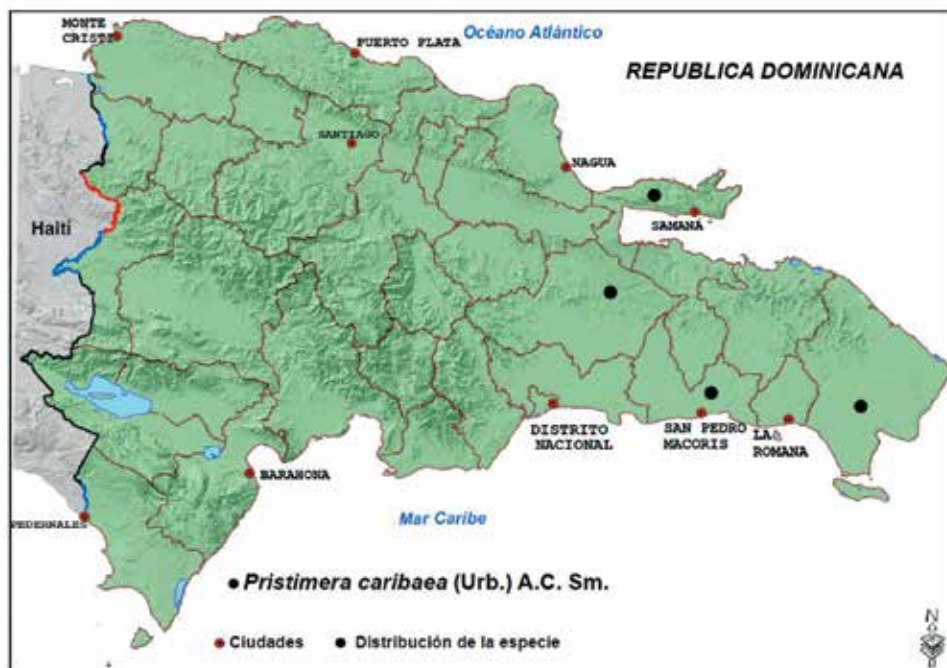 MONTE
CRISTI
PUERTO PLATA
Océano Atlántico
REPUBLICA DOMINICANA
SANTIAGO
NAGUA
SAMANÁ
Haití
DISTRITO
NACIONAL
SAN PEDRO
MACORIS
LA
ROMANA
BARAHONA
PEDERNALES
Mar Caribe
Pristimera caribaea (Urb.) A.C. Sm.
Ciudades
Distribución de la especie
N